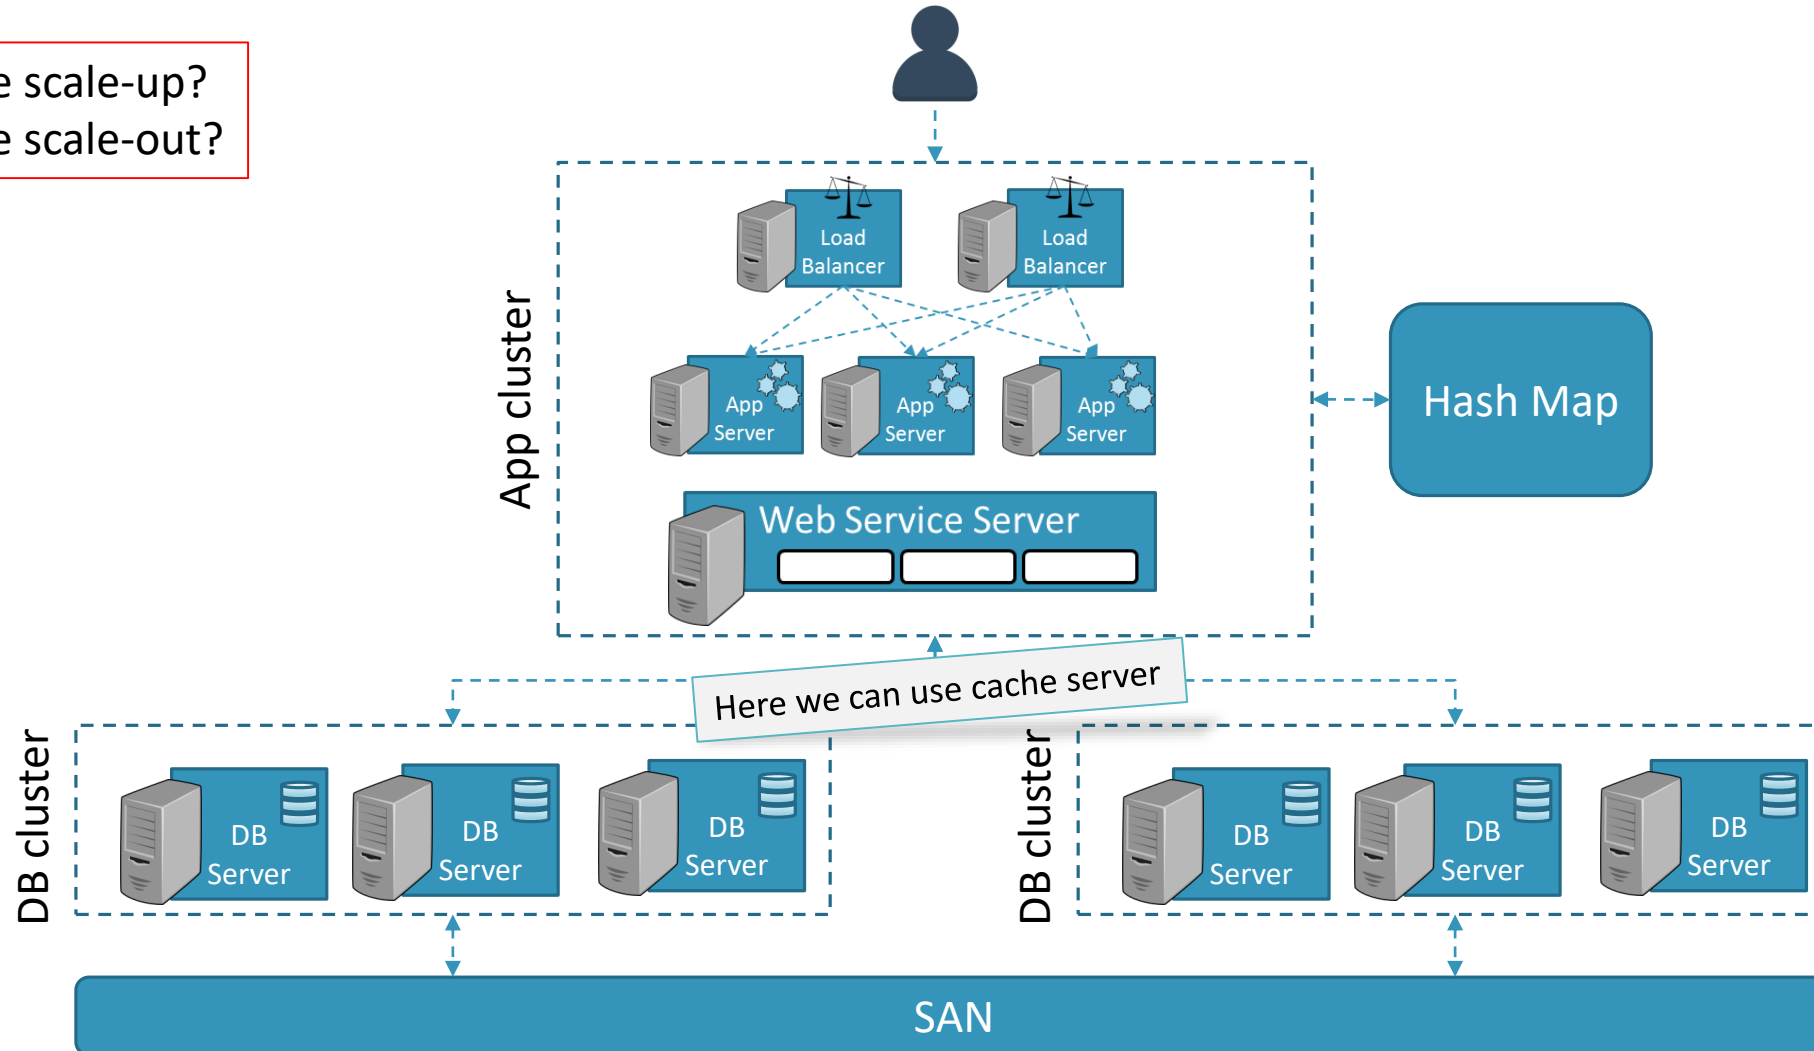 e scale-up?
e scale-out?
Load
Balancer
Load
Balancer
App cluster
App
Server
App
Server
App
Server
Hash Map
Web Service Server
Here we can use cache server
DB cluster
DB
Server
DB
Server
DB
Server
DB cluster
DB
Server
DB
Server
DB
Server
SAN